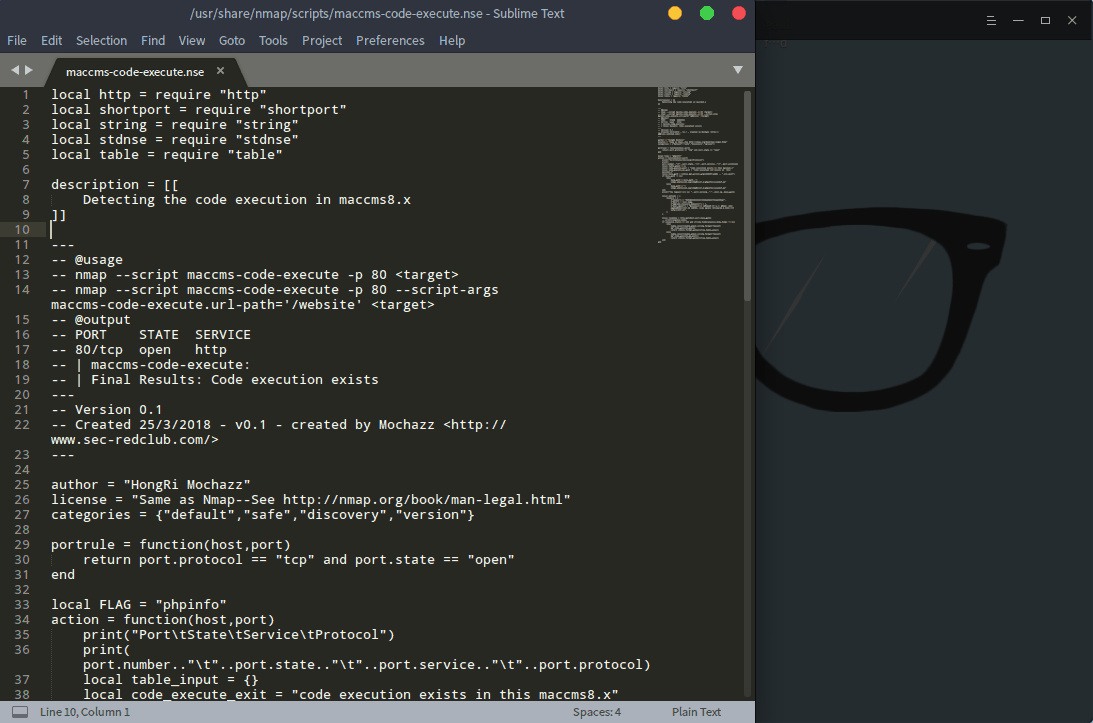 /usr/share/nmap/scripts/maccms-code-execute.nse - Sublime Text
File Edit Selection Find View Goto Tools Project Preferences Help
maccms-code-execute.nse ×
1 local http = require "http"
2 local shortport = require "shortport"
3 local string = require "string"
4 local stdnse = require "stdnse"
5 local table = require "table"
6
7 description = [[
8     Detecting the code execution in maccms8.x
9 ]]
10
11 ---
12 -- @usage
13 -- nmap --script maccms-code-execute -p 80 <target>
14 -- nmap --script maccms-code-execute -p 80 --script-args
maccms-code-execute.url-path='/website' <target>
15 -- @output
16 -- PORT    STATE  SERVICE
17 -- 80/tcp  open   http
18 -- | maccms-code-execute:
19 -- | Final Results: Code execution exists
20 ---
21 -- Version 0.1
22 -- Created 25/3/2018 - v0.1 - created by Mochazz <http://
www.sec-redclub.com/>
23 ---
24
25 author = "HongRi Mochazz"
26 license = "Same as Nmap--See http://nmap.org/book/man-legal.html"
27 categories = {"default","safe","discovery","version"}
28
29 portrule = function(host,port)
30     return port.protocol == "tcp" and port.state == "open"
31 end
32
33 local FLAG = "phpinfo"
34 action = function(host,port)
35     print("Port\tState\tService\tProtocol")
36     print(
port.number.."\t"..port.state.."\t"..port.service.."\t"..port.protocol)
37     local table_input = {}
38     local code_execute_exit = "code execution exists in this maccms8.x"
Line 10, Column 1 Spaces: 4 Plain Text